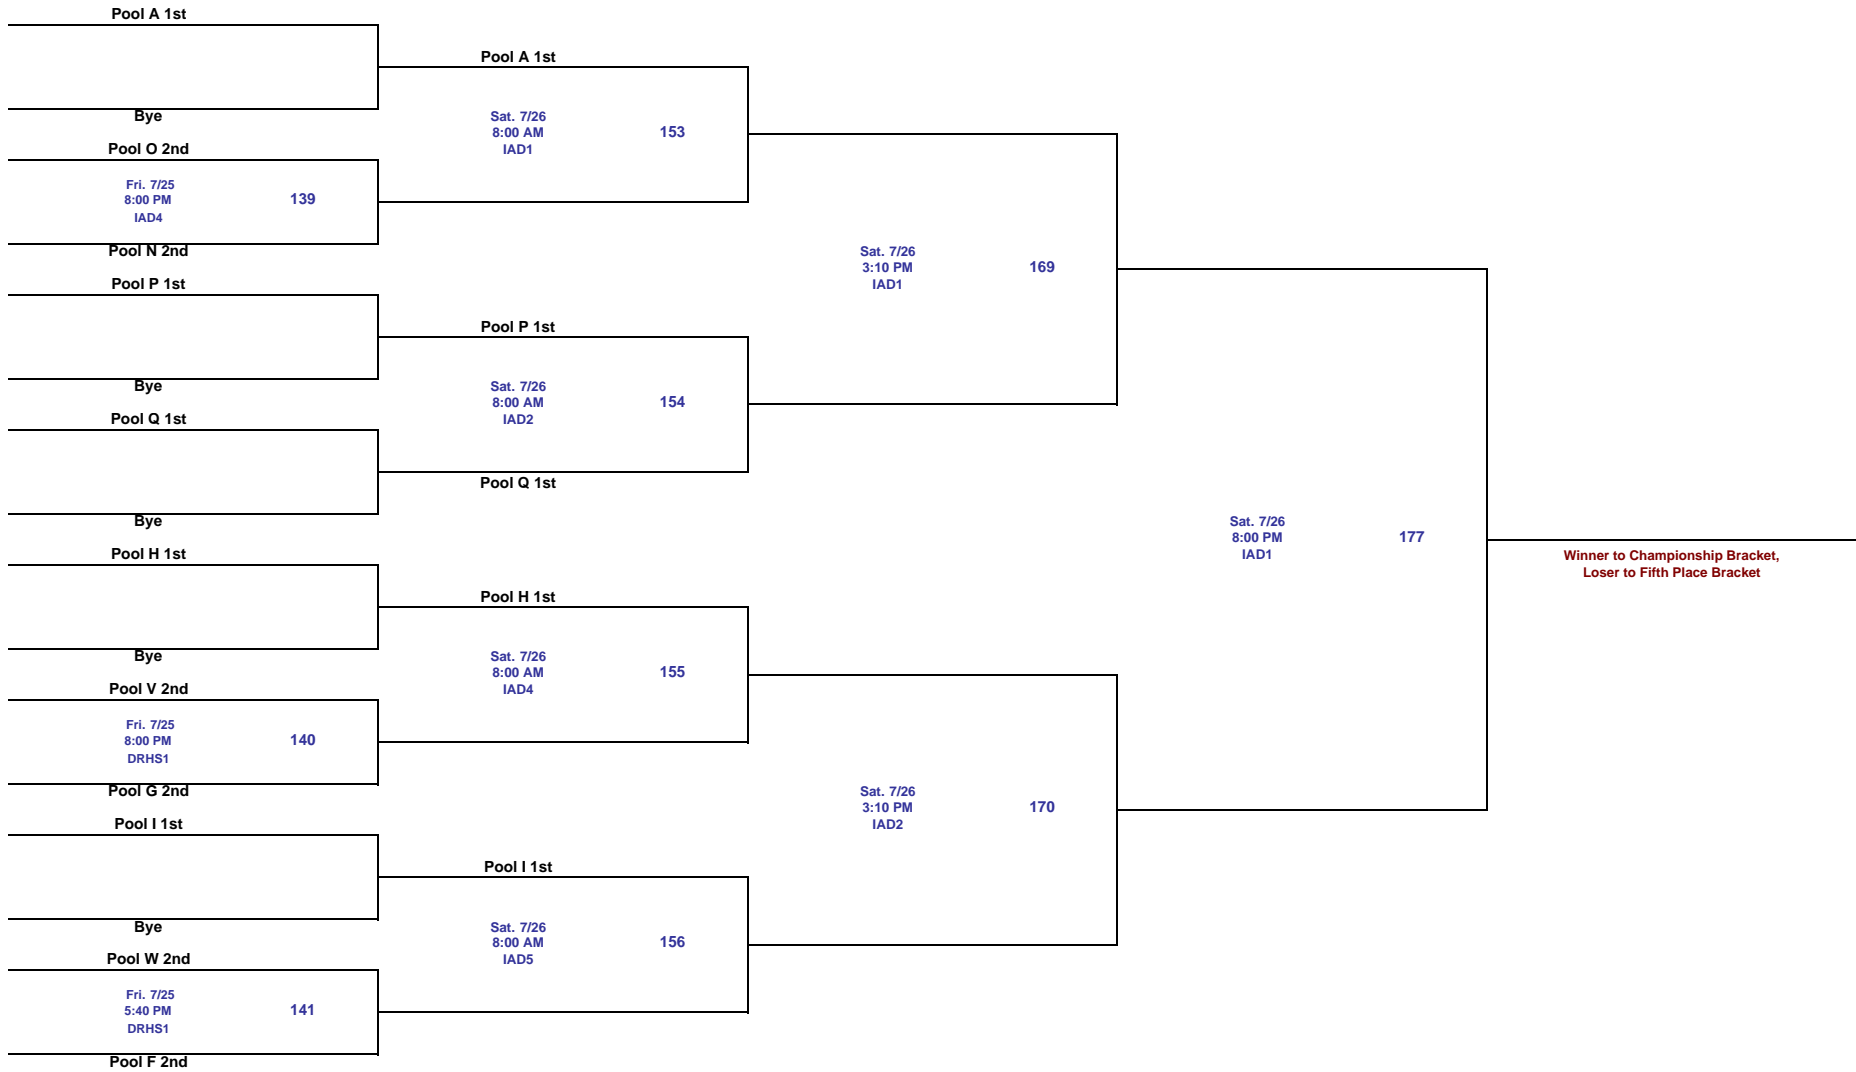 Pool A 1st
Bye
Pool O 2nd
Fri. 7/25
8:00 PM
IAD4
139
Pool N 2nd
Pool P 1st
Bye
Pool Q 1st
Bye
Pool H 1st
Bye
Pool V 2nd
Fri. 7/25
8:00 PM
DRHS1
140
Pool G 2nd
Pool I 1st
Bye
Pool W 2nd
Fri. 7/25
5:40 PM
DRHS1
141
Pool F 2nd
Pool A 1st
Sat. 7/26
8:00 AM
IAD1
153
Pool P 1st
Sat. 7/26
8:00 AM
IAD2
154
Pool Q 1st
Pool H 1st
Sat. 7/26
8:00 AM
IAD4
155
Pool I 1st
Sat. 7/26
8:00 AM
IAD5
156
Sat. 7/26
3:10 PM
IAD1
169
Sat. 7/26
3:10 PM
IAD2
170
Sat. 7/26
8:00 PM
IAD1
177
Winner to Championship Bracket,
Loser to Fifth Place Bracket